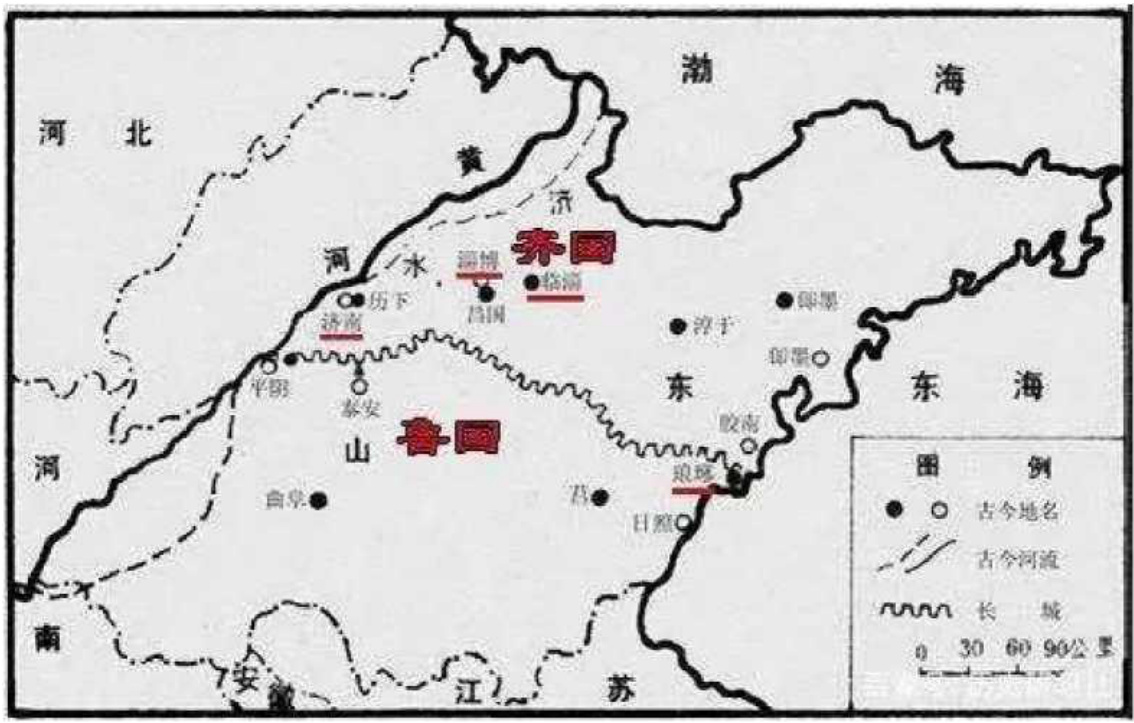 渤海
河北
黄河
济水
齐国
淄博
临淄
昌国
历下
济南
即墨
淳于
即墨
平阴
泰安
山东
东海
鲁国
胶南
琅琊
曲阜
莒
日照
河南
安徽
江苏
图例
古今地名
古今河流
长城
0 30 60 90公里